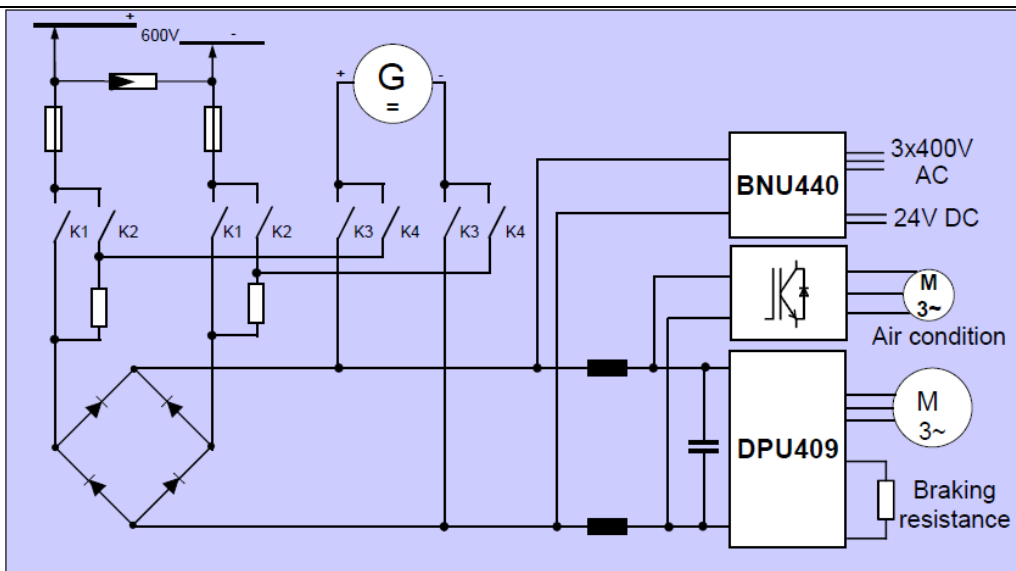 +
600V
-
+
G
=
-
K1
K2
K1
K2
K3
K4
K3
K4
BNU440
3x400V
AC
24V DC
M
3~
Air condition
DPU409
M
3~
Braking
resistance